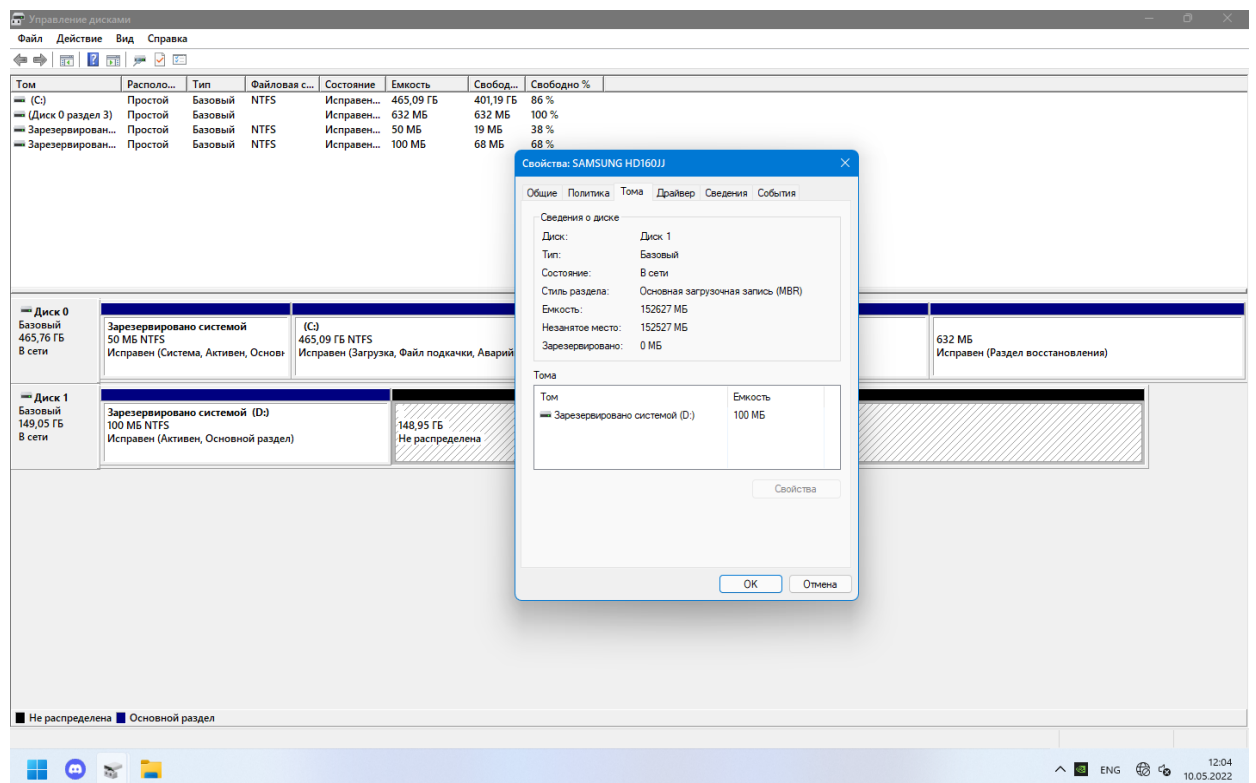 Управление дисками
Файл Действие Вид Справка
Том Располо... Тип Файловая с... Состояние Емкость Свобод... Свободно %
(C:) Простой Базовый NTFS Исправен... 465,09 ГБ 401,19 ГБ 86 %
(Диск 0 раздел 3) Простой Базовый Исправен... 632 МБ 632 МБ 100 %
Зарезервирован... Простой Базовый NTFS Исправен... 50 МБ 19 МБ 38 %
Зарезервирован... Простой Базовый NTFS Исправен... 100 МБ 68 МБ 68 %
Свойства: SAMSUNG HD160JJ
Общие Политика Тома Драйвер Сведения События
Сведения о диске
Диск: Диск 1
Тип: Базовый
Состояние: В сети
Стиль раздела: Основная загрузочная запись (MBR)
Емкость: 152627 МБ
Незанятое место: 152527 МБ
Зарезервировано: 0 МБ
Тома
Том Емкость
Зарезервировано системой (D:) 100 МБ
Свойства
OK Отмена
Диск 0
Базовый
465,76 ГБ
В сети
Зарезервировано системой
50 МБ NTFS
Исправен (Система, Активен, Основн
(C:)
465,09 ГБ NTFS
Исправен (Загрузка, Файл подкачки, Аварий
632 МБ
Исправен (Раздел восстановления)
Диск 1
Базовый
149,05 ГБ
В сети
Зарезервировано системой (D:)
100 МБ NTFS
Исправен (Активен, Основной раздел)
148,95 ГБ
Не распределена
Не распределена Основной раздел
ENG
12:04
10.05.2022